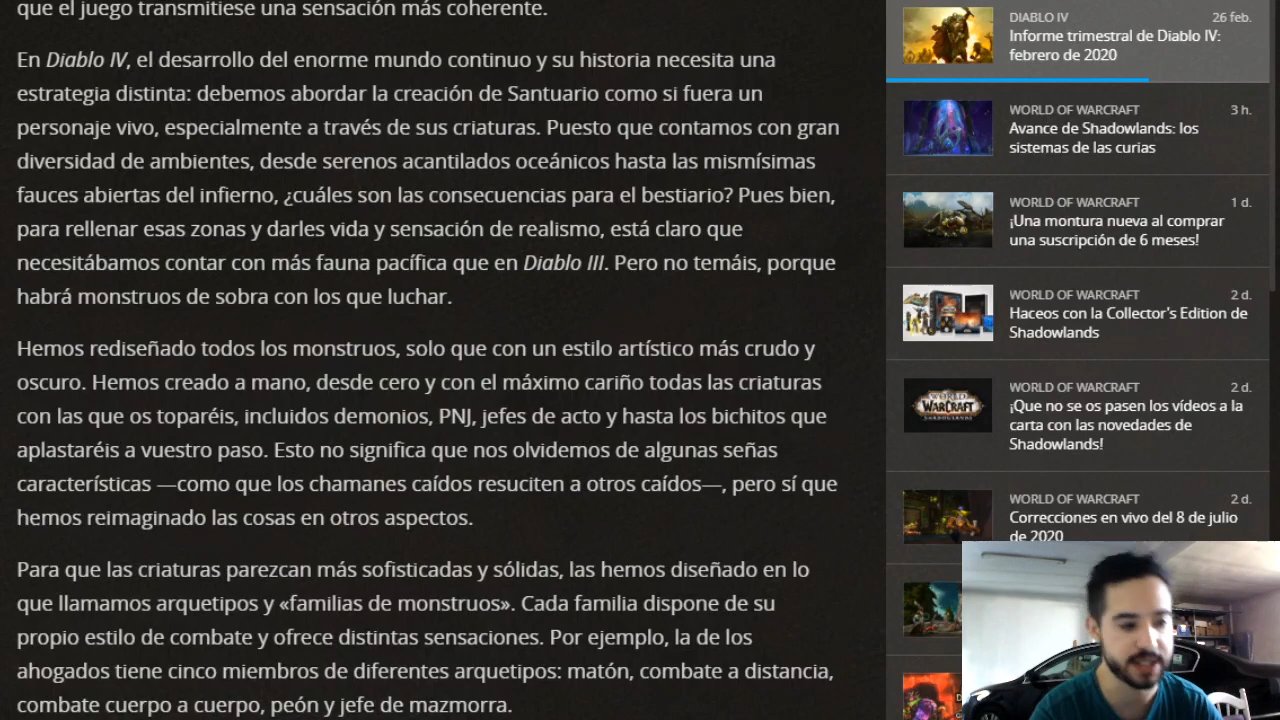 que el juego transmitiese una sensación más coherente.
En Diablo IV, el desarrollo del enorme mundo continuo y su historia necesita una
estrategia distinta: debemos abordar la creación de Santuario como si fuera un
personaje vivo, especialmente a través de sus criaturas. Puesto que contamos con gran
diversidad de ambientes, desde serenos acantilados oceánicos hasta las mismísimas
fauces abiertas del infierno, ¿cuáles son las consecuencias para el bestiario? Pues bien,
para rellenar esas zonas y darles vida y sensación de realismo, está claro que
necesitábamos contar con más fauna pacífica que en Diablo III. Pero no temáis, porque
habrá monstruos de sobra con los que luchar.
Hemos rediseñado todos los monstruos, solo que con un estilo artístico más crudo y
oscuro. Hemos creado a mano, desde cero y con el máximo cariño todas las criaturas
con las que os toparéis, incluidos demonios, PNJ, jefes de acto y hasta los bichitos que
aplastaréis a vuestro paso. Esto no significa que nos olvidemos de algunas señas
características —como que los chamanes caídos resuciten a otros caídos—, pero sí que
hemos reimaginado las cosas en otros aspectos.
Para que las criaturas parezcan más sofisticadas y sólidas, las hemos diseñado en lo
que llamamos arquetipos y «familias de monstruos». Cada familia dispone de su
propio estilo de combate y ofrece distintas sensaciones. Por ejemplo, la de los
ahogados tiene cinco miembros de diferentes arquetipos: matón, combate a distancia,
combate cuerpo a cuerpo, peón y jefe de mazmorra.
DIABLO IV 26 feb.
Informe trimestral de Diablo IV:
febrero de 2020
WORLD OF WARCRAFT 3 h.
Avance de Shadowlands: los
sistemas de las curias
WORLD OF WARCRAFT 1 d.
¡Una montura nueva al comprar
una suscripción de 6 meses!
WORLD OF WARCRAFT 2 d.
Haceos con la Collector's Edition de
Shadowlands
WORLD OF WARCRAFT 2 d.
¡Que no se os pasen los vídeos a la
carta con las novedades de
Shadowlands!
WORLD WARCRAFT
WORLD OF WARCRAFT 2 d.
Correcciones en vivo del 8 de julio
de 2020